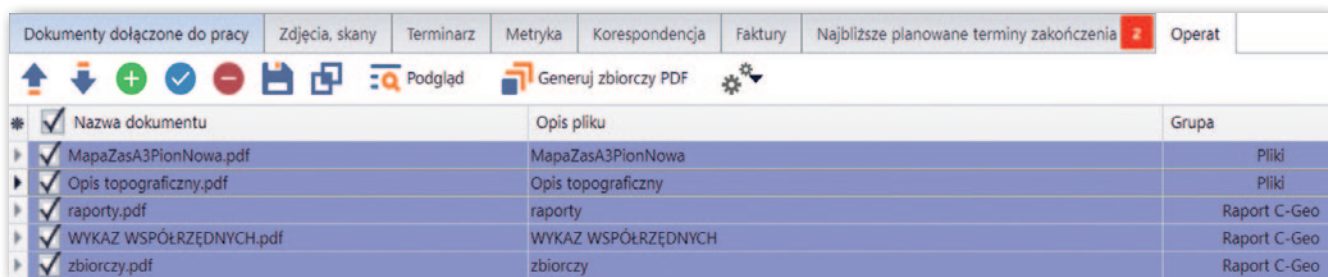 Dokumenty dołączone do pracy Zdjęcia, skany Terminarz Metryka Korespondencja Faktury Najbliższe planowane terminy zakończenia 2 Operat
Podgląd Generuj zbiorczy PDF
Nazwa dokumentu Opis pliku Grupa
MapaZasA3PionNowa.pdf MapaZasA3PionNowa Pliki
Opis topograficzny.pdf Opis topograficzny Pliki
raporty.pdf raporty Raport C-Geo
WYKAZ WSPÓŁRZĘDNYCH.pdf WYKAZ WSPÓŁRZĘDNYCH Raport C-Geo
zbiorczy.pdf zbiorczy Raport C-Geo